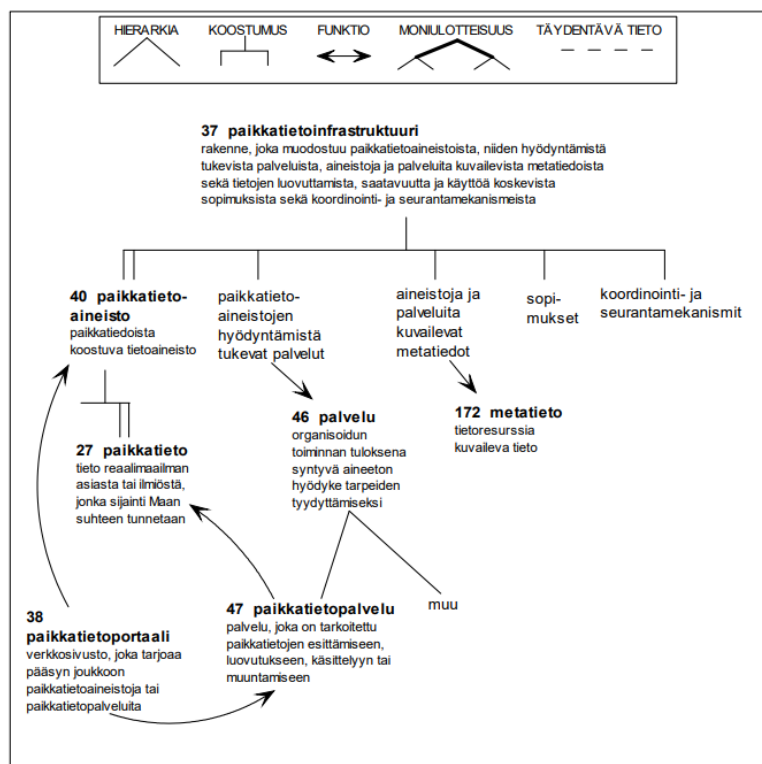 HIERARKIA KOOSTUMUS FUNKTIO MONIULOTTEISUUS TÄYDENTÄVÄ TIETO
37 paikkatietoinfrastruktuuri
rakenne, joka muodostuu paikkatietoaineistoista, niiden hyödyntämistä
tukevista palveluista, aineistoja ja palveluita kuvailevista metatiedoista
sekä tietojen luovuttamista, saatavuutta ja käyttöä koskevista
sopimuksista sekä koordinointi- ja seurantamekanismeista
40 paikkatieto-
aineisto
paikkatiedoista
koostuva tietoaineisto
paikkatieto-
aineistojen
hyödyntämistä
tukevat palvelut
aineistoja ja
palveluita
kuvailevat
metatiedot
sopi-
mukset
koordinointi- ja
seurantamekanismit
46 palvelu
organisoidun
toiminnan tuloksena
syntyvä aineeton
hyödyke tarpeiden
tyydyttämiseksi
172 metatieto
tietoresurssia
kuvaileva tieto
27 paikkatieto
tieto reaalimaailman
asiasta tai ilmiöstä,
jonka sijainti Maan
suhteen tunnetaan
38
paikkatietoportaali
verkkosivusto, joka tarjoaa
pääsyn joukkoon
paikkatietoaineistoja tai
paikkatietopalveluita
47 paikkatietopalvelu
palvelu, joka on tarkoitettu
paikkatietojen esittämiseen,
luovutukseen, käsittelyyn tai
muuntamiseen
muu